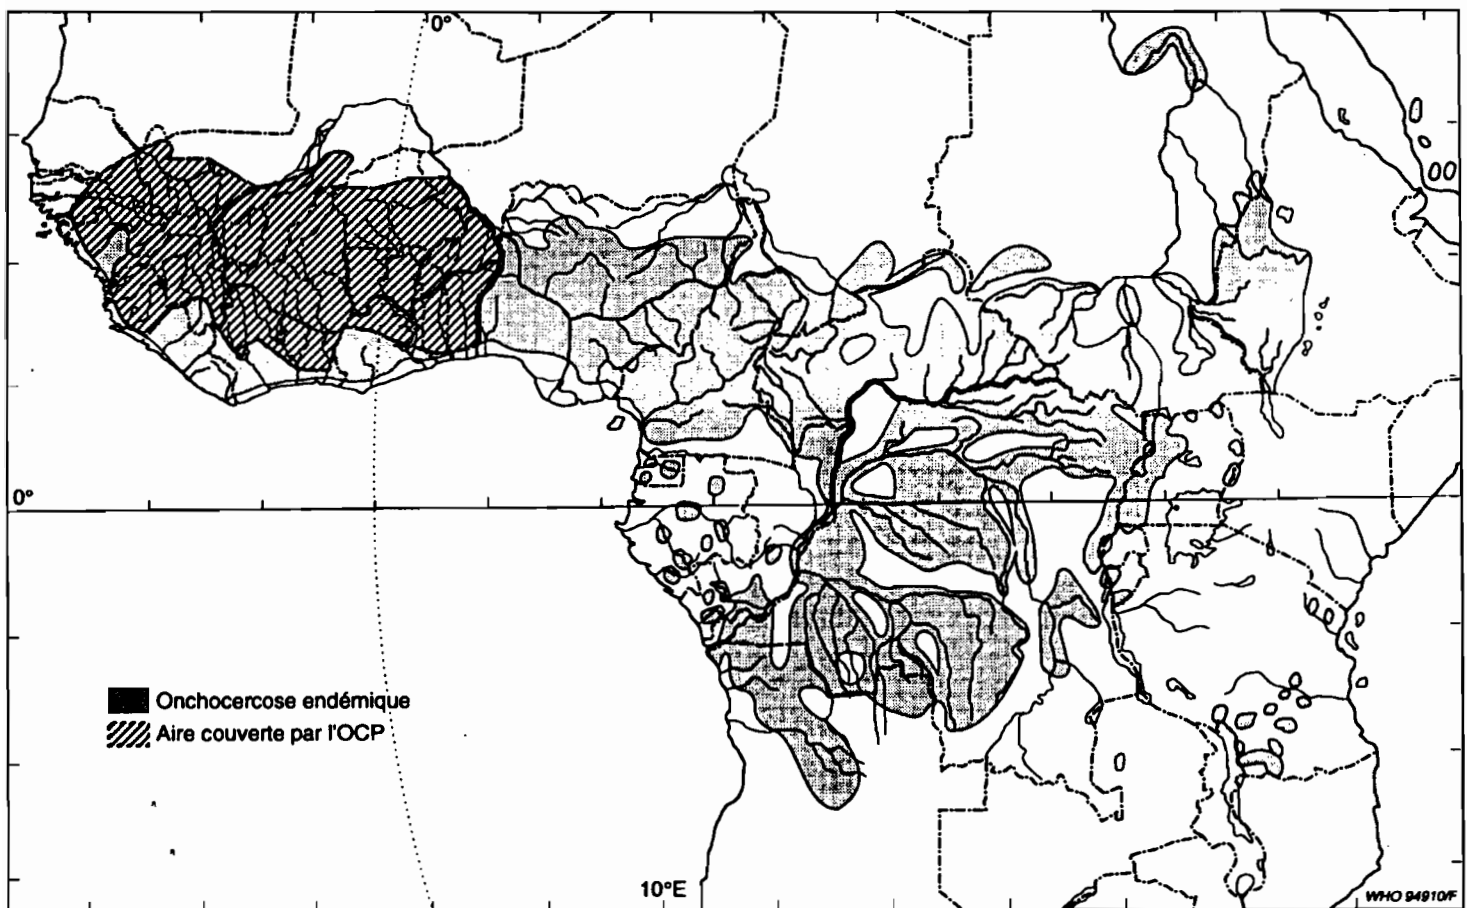 0°
0°
Onchocercose endémique
Aire couverte par l'OCP
10°E
WHO 94910/F